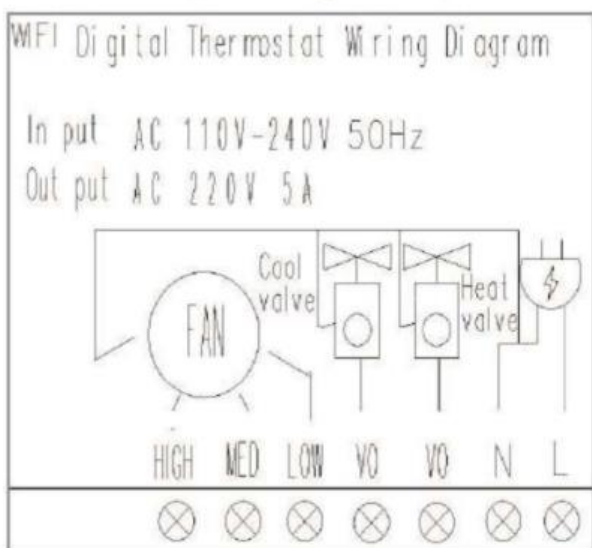 WIFI Digital Thermostat Wiring Diagram
In put AC 110V-240V 50Hz
Out put AC 220V 5A
Cool
valve
Heat
valve
FAN
HIGH MED LOW VO VO N L